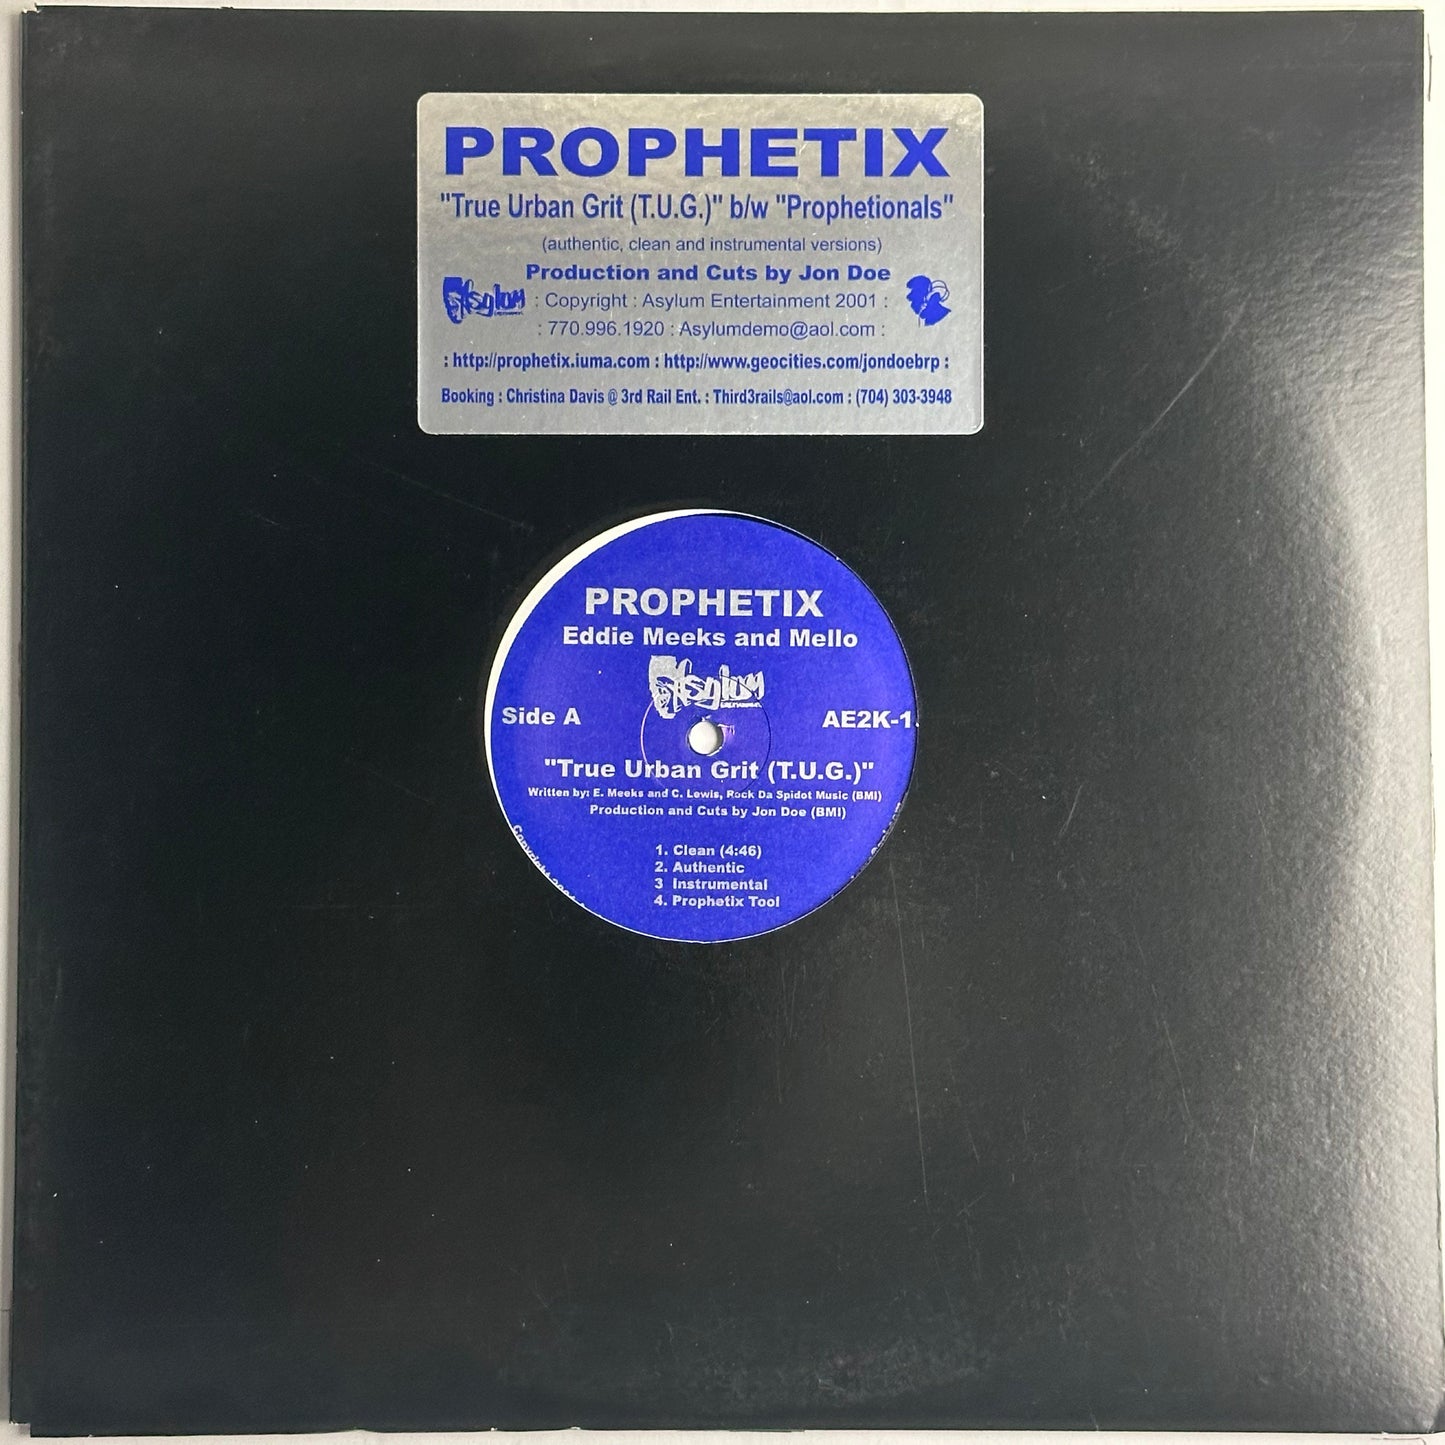 PROPHETIX
"True Urban Grit (T.U.G.)" b/w "Prophetionals"
(authentic, clean and instrumental versions)
Production and Cuts by Jon Doe
Asylum : Copyright : Asylum Entertainment 2001 :
: 770.996.1920 : Asylumdemo@aol.com :
: http://prophetix.iuma.com : http://www.geocities.com/jondoebrp :
Booking : Christina Davis @ 3rd Rail Ent. : Third3rails@aol.com : (704) 303-3948
PROPHETIX
Eddie Meeks and Mello
Asylum
Side A
AE2K-1
"True Urban Grit (T.U.G.)"
Written by: E. Meeks and C. Lewis, Rock Da Spidot Music (BMI)
Production and Cuts by Jon Doe (BMI)
1. Clean (4:46)
2. Authentic
3 Instrumental
4. Prophetix Tool
Copyright